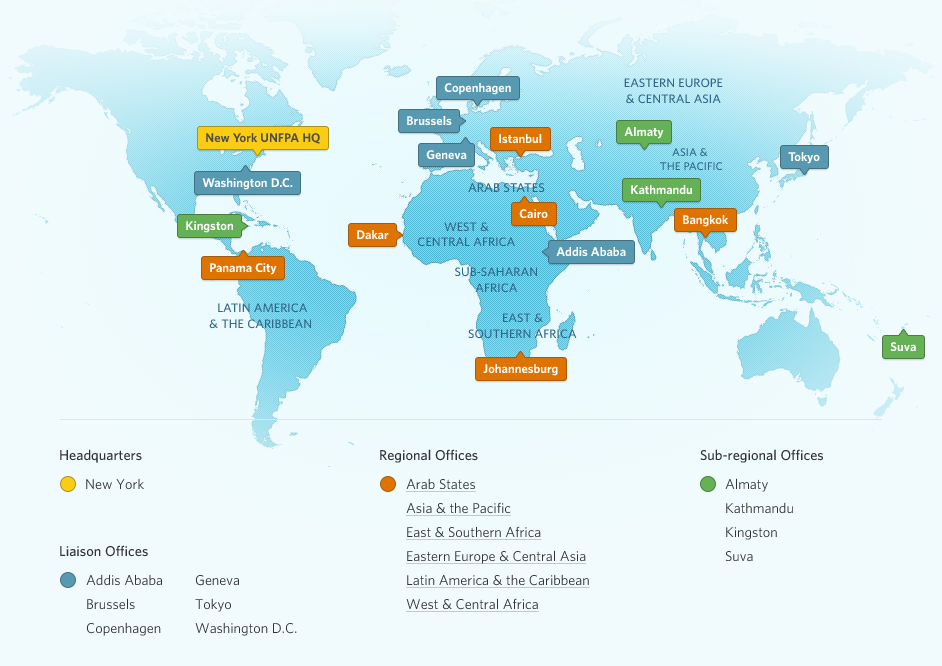 Copenhagen
EASTERN EUROPE
& CENTRAL ASIA
Brussels
New York UNFPA HQ
Istanbul
Almaty
Geneva
ASIA &
THE PACIFIC
Tokyo
Washington D.C.
ARAB STATES
Kathmandu
Cairo
Kingston
Bangkok
Dakar
WEST &
CENTRAL AFRICA
Addis Ababa
Panama City
SUB-SAHARAN
AFRICA
LATIN AMERICA
& THE CARIBBEAN
EAST &
SOUTHERN AFRICA
Suva
Johannesburg
Headquarters
New York
Liaison Offices
Addis Ababa
Brussels
Copenhagen
Geneva
Tokyo
Washington D.C.
Regional Offices
Arab States
Asia & the Pacific
East & Southern Africa
Eastern Europe & Central Asia
Latin America & the Caribbean
West & Central Africa
Sub-regional Offices
Almaty
Kathmandu
Kingston
Suva